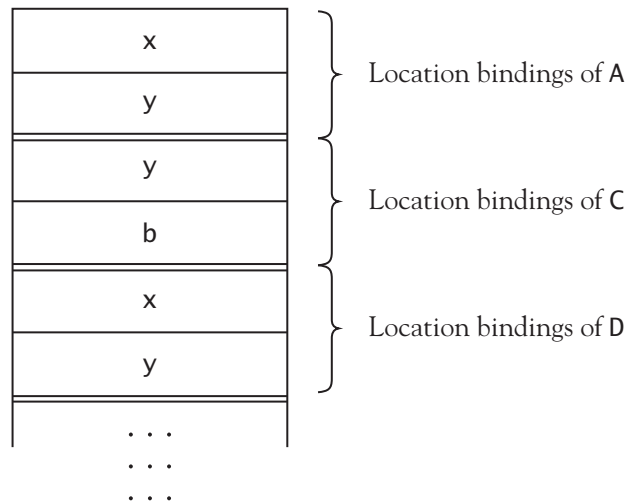 x
Location bindings of A
y
y
Location bindings of C
b
x
Location bindings of D
y
. . .
. . .
. . .